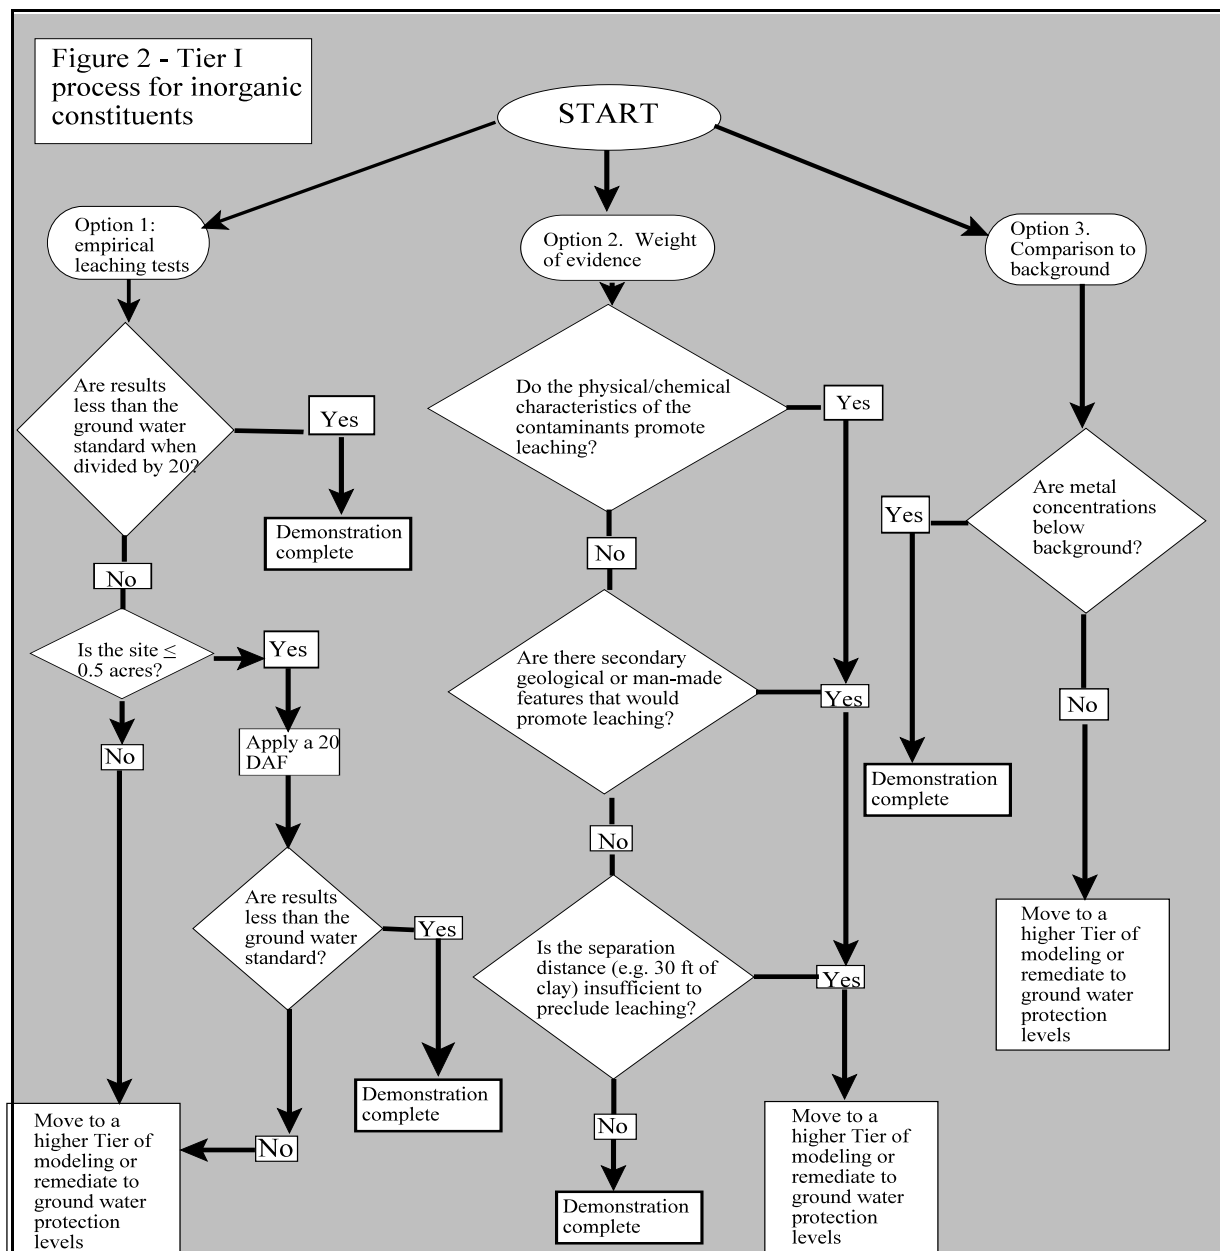 Figure 2 - Tier I
process for inorganic
constituents
START
Option 1:
empirical
leaching tests
Option 2.  Weight
of evidence
Option 3.
Comparison to
background
Are results
less than the
ground water
standard when
divided by 20?
Yes
Demonstration
complete
No
Is the site ≤
0.5 acres?
Yes
No
Apply a 20
DAF
Are results
less than the
ground water
standard?
Yes
Demonstration
complete
No
Move to a
higher Tier of
modeling or
remediate to
ground water
protection
levels
Do the physical/chemical
characteristics of the
contaminants promote
leaching?
Yes
No
Are there secondary
geological or man-made
features that would
promote leaching?
Yes
No
Is the separation
distance (e.g. 30 ft of
clay) insufficient to
preclude leaching?
Yes
No
Demonstration
complete
Move to a
higher Tier of
modeling or
remediate to
ground water
protection
levels
Are metal
concentrations
below
background?
Yes
Demonstration
complete
No
Move to a
higher Tier of
modeling or
remediate to
ground water
protection
levels